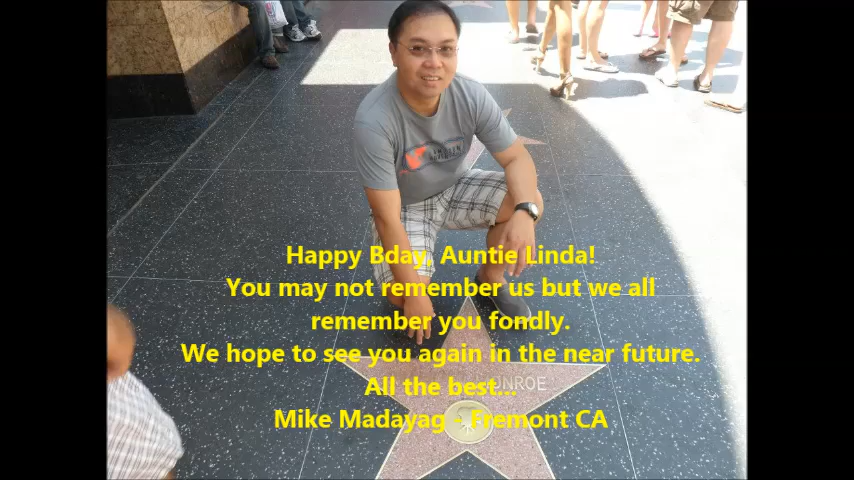 Happy Bday, Auntie Linda!
You may not remember us but we all
remember you fondly.
We hope to see you again in the near future.
All the best...
Mike Madayag - Fremont CA